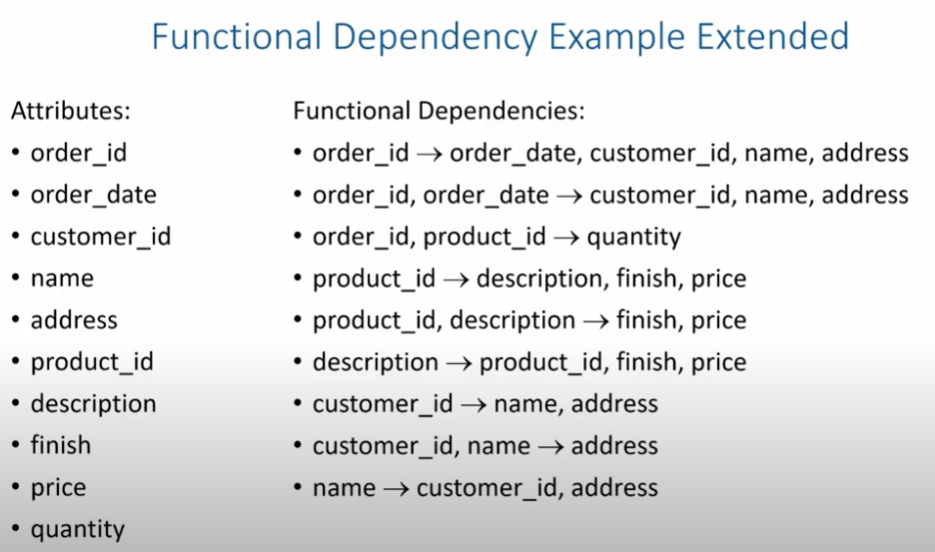 Functional Dependency Example Extended
Attributes:
• order_id
• order_date
• customer_id
• name
• address
• product_id
• description
• finish
• price
• quantity
Functional Dependencies:
• order_id → order_date, customer_id, name, address
• order_id, order_date → customer_id, name, address
• order_id, product_id → quantity
• product_id → description, finish, price
• product_id, description → finish, price
• description → product_id, finish, price
• customer_id → name, address
• customer_id, name → address
• name → customer_id, address